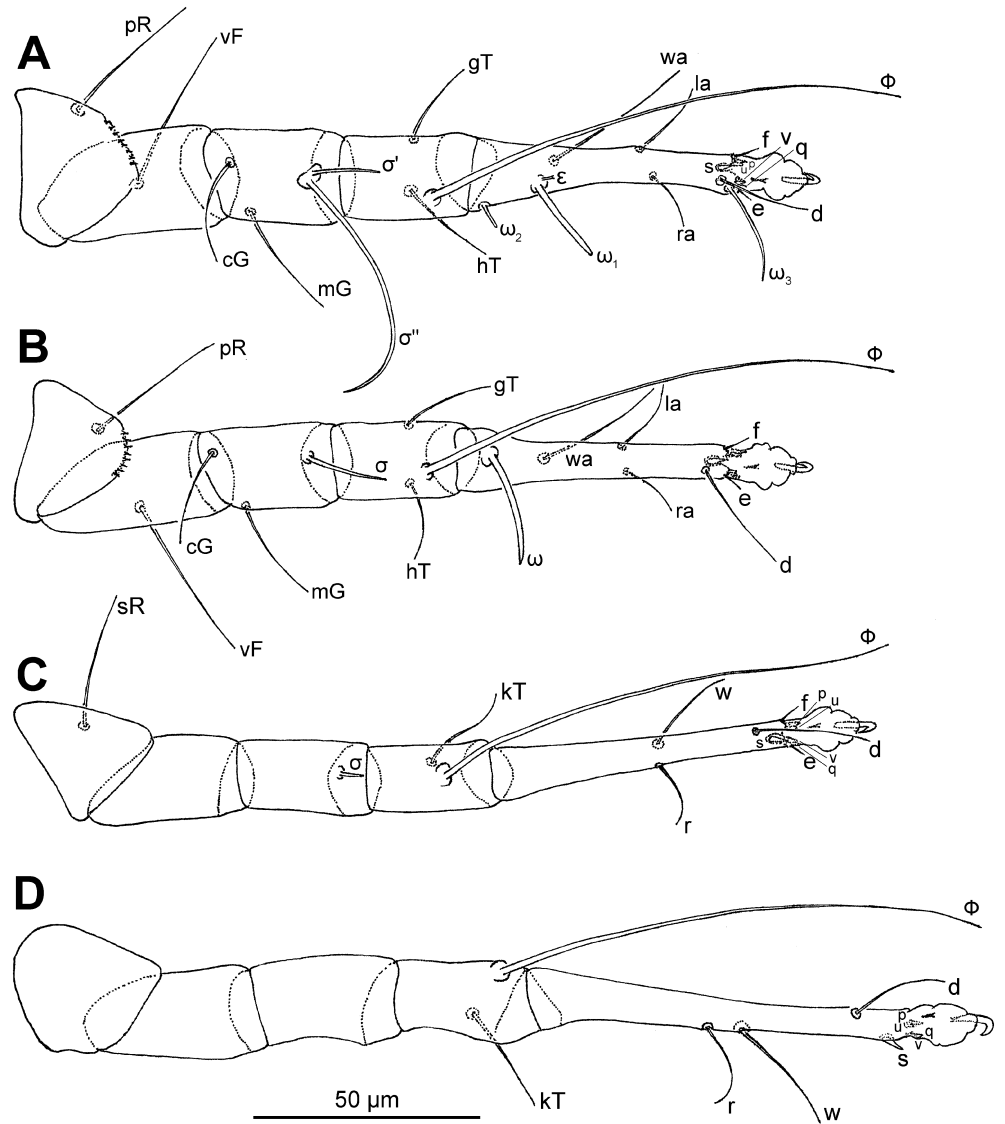 A
pR
vF
gT
wa
la
Φ
f
v
q
s
u
p
e
d
σ'
ε
ω2
ω1
ra
ω3
cG
mG
hT
σ"
B
pR
gT
la
Φ
f
wa
σ
ra
e
d
cG
mG
hT
ω
vF
C
sR
kT
w
Φ
f
p
u
d
s
e
v
q
σ
r
D
Φ
d
p
u
q
v
s
kT
r
w
50 µm